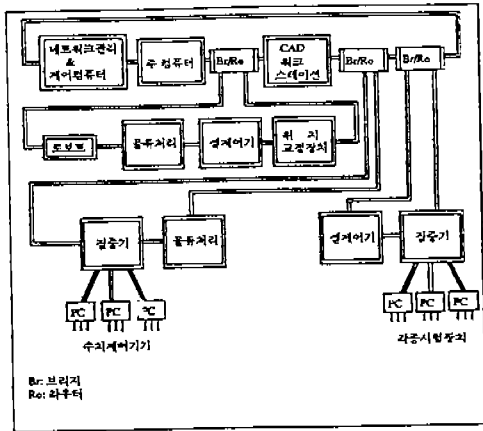 네트워크관리
&
제어컴퓨터
주 컴퓨터
Br/Ro
CAD
워크
스테이션
Br/Ro
Br/Ro
로보트
물류처리
셀제어기
위 치
교정장치
집중기
물류처리
셀제어기
집중기
PC
PC
PC
PC
PC
PC
수치제어기기
각종시험장치
Br: 브리지
Ro: 라우터